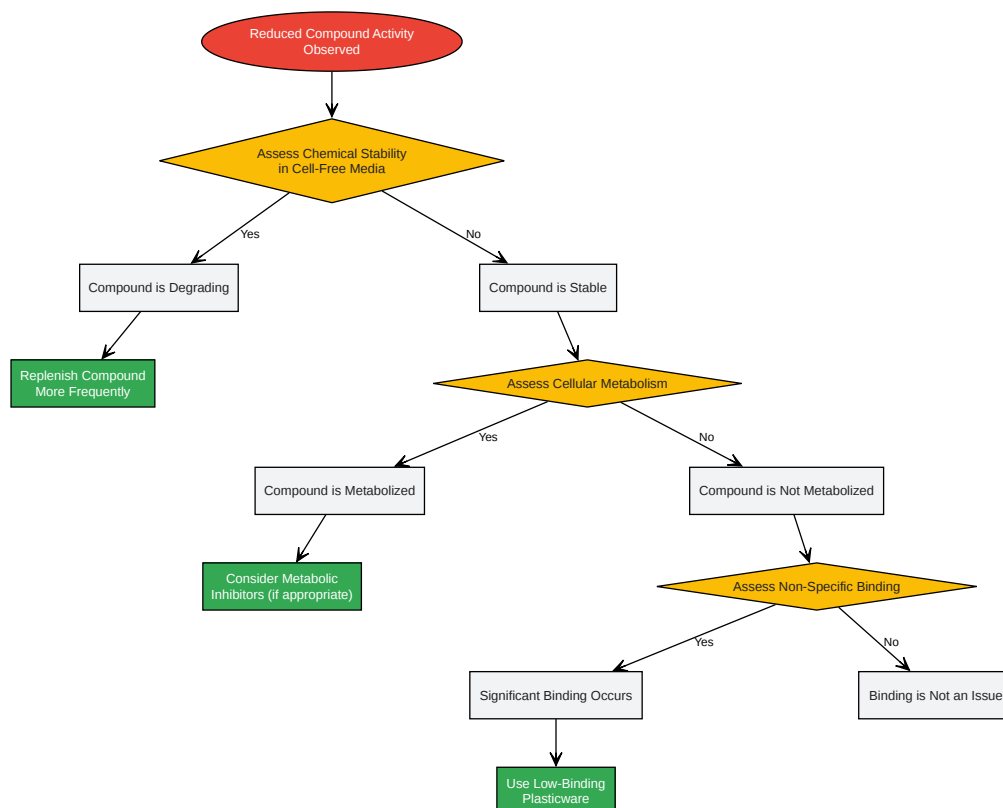 Reduced Compound Activity
Observed
Assess Chemical Stability
in Cell-Free Media
Yes
No
Compound is Degrading
Compound is Stable
Replenish Compound
More Frequently
Assess Cellular Metabolism
Yes
No
Compound is Metabolized
Compound is Not Metabolized
Consider Metabolic
Inhibitors (if appropriate)
Assess Non-Specific Binding
Yes
No
Significant Binding Occurs
Binding is Not an Issue
Use Low-Binding
Plasticware